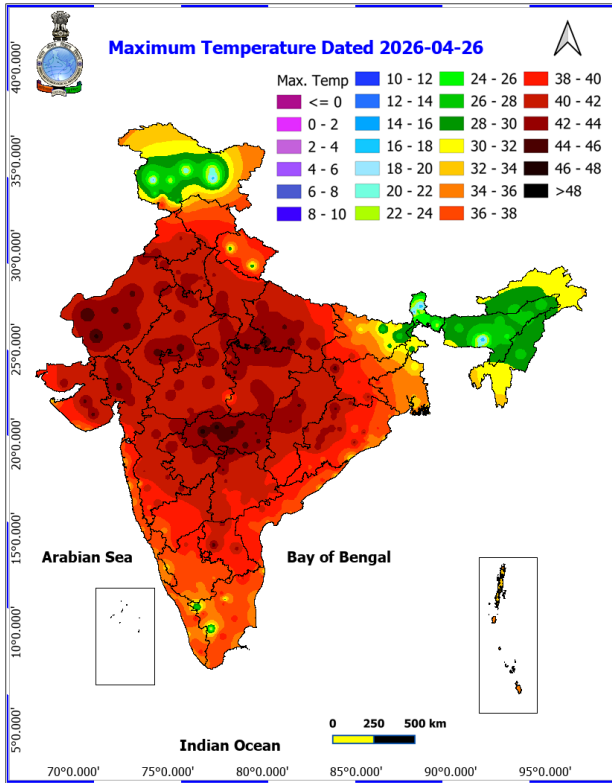 Maximum Temperature Dated 2026-04-26
Max. Temp
<= 0
0 - 2
2 - 4
4 - 6
6 - 8
8 - 10
10 - 12
12 - 14
14 - 16
16 - 18
18 - 20
20 - 22
22 - 24
24 - 26
26 - 28
28 - 30
30 - 32
32 - 34
34 - 36
36 - 38
38 - 40
40 - 42
42 - 44
44 - 46
46 - 48
>48
40°0.000'
35°0.000'
30°0.000'
25°0.000'
20°0.000'
15°0.000'
10°0.000'
5°0.000'
Arabian Sea
Bay of Bengal
Indian Ocean
0 250 500 km
70°0.000' 75°0.000' 80°0.000' 85°0.000' 90°0.000' 95°0.000'